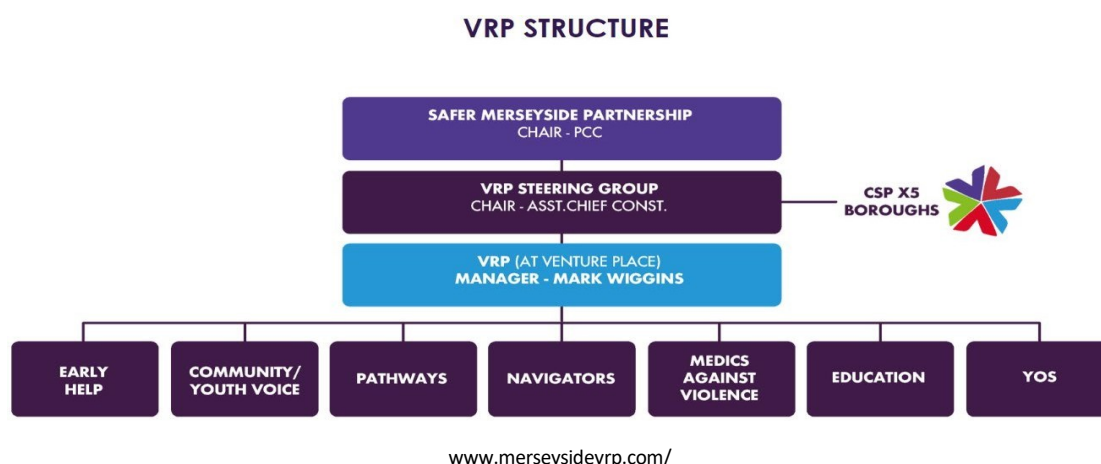 VRP STRUCTURE
SAFER MERSEYSIDE PARTNERSHIP
CHAIR - PCC
VRP STEERING GROUP
CHAIR - ASST.CHIEF CONST.
CSP X5
BOROUGHS
VRP (AT VENTURE PLACE)
MANAGER - MARK WIGGINS
EARLY
HELP
COMMUNITY/
YOUTH VOICE
PATHWAYS
NAVIGATORS
MEDICS
AGAINST
VIOLENCE
EDUCATION
YOS
www.merseysidevrp.com/